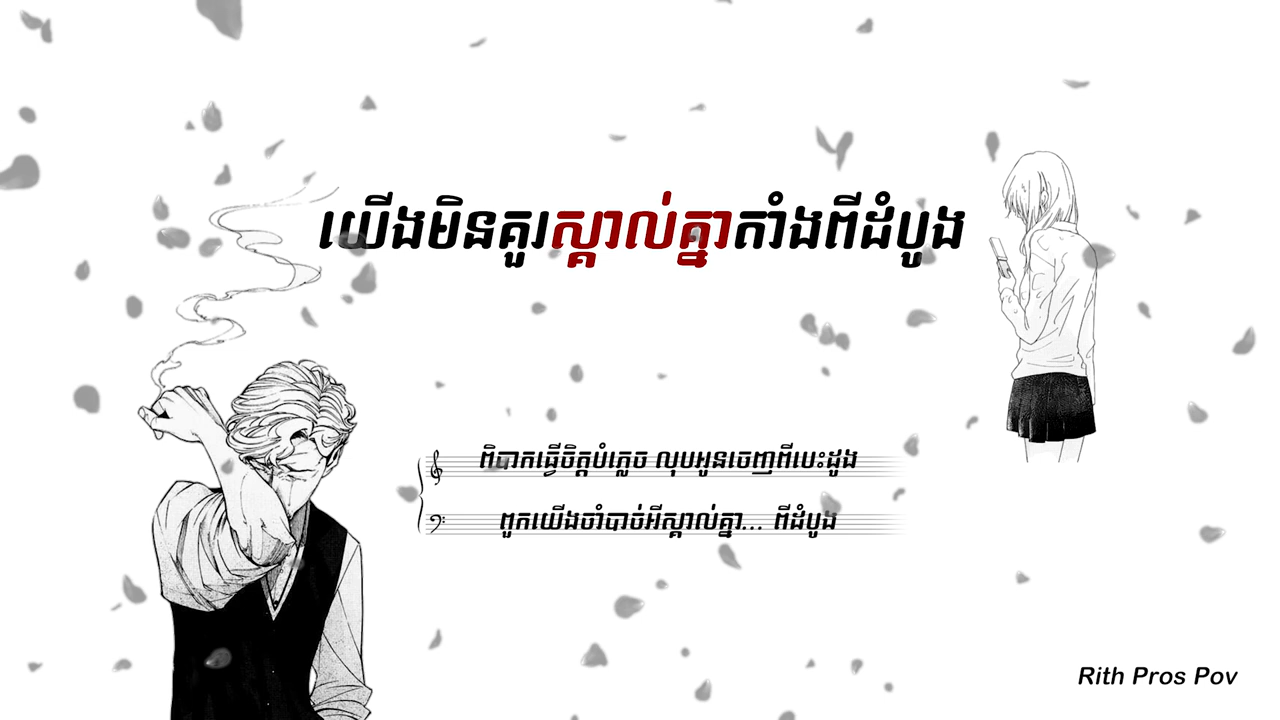 យើងមិនគួរស្គាល់គ្នាតាំងពីដំបូង
ពិបាកធ្វើចិត្តបំភ្លេច លុបអូនចេញពីបេះដូង
ពួកយើងចាំបាច់អីស្គាល់គ្នា... ពីដំបូង
Rith Pros Pov